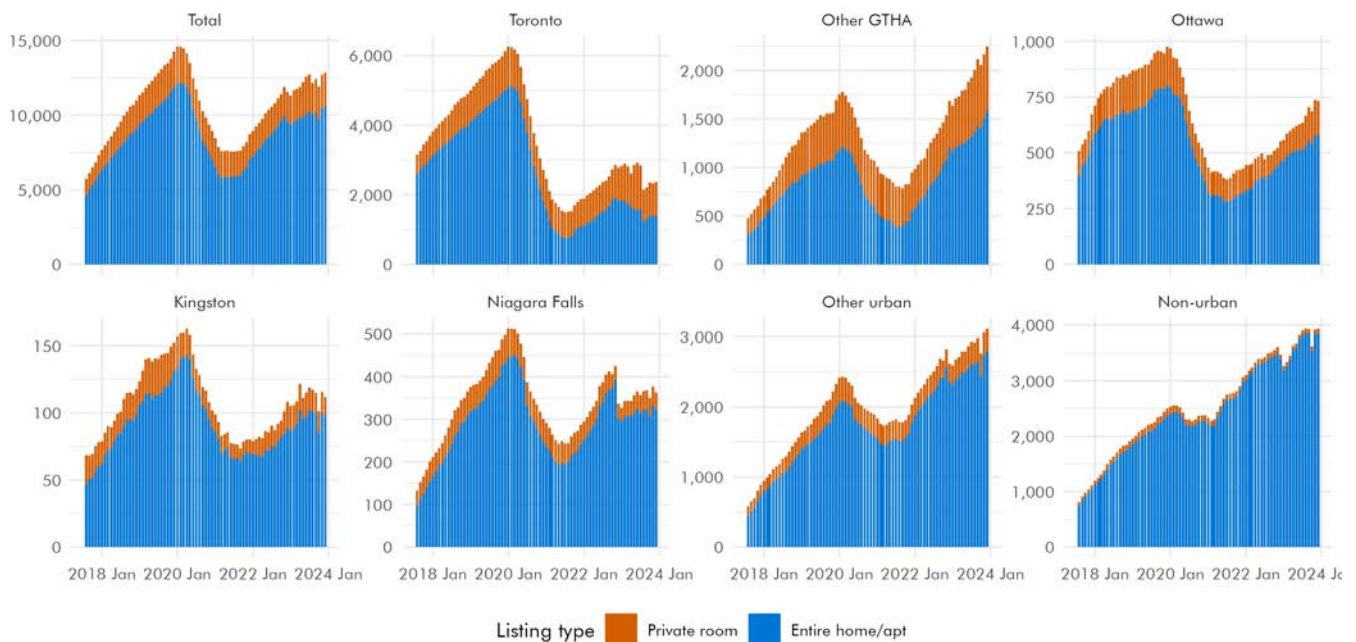 Total
Toronto
Other GTHA
Ottawa
15,000
10,000
5,000
0
6,000
4,000
2,000
0
2,000
1,500
1,000
500
0
1,000
750
500
250
0
Kingston
Niagara Falls
Other urban
Non-urban
150
100
50
0
500
400
300
200
100
0
3,000
2,000
1,000
0
4,000
3,000
2,000
1,000
0
2018 Jan 2020 Jan 2022 Jan 2024 Jan
2018 Jan 2020 Jan 2022 Jan 2024 Jan
2018 Jan 2020 Jan 2022 Jan 2024 Jan
2018 Jan 2020 Jan 2022 Jan 2024 Ja
Listing type Private room Entire home/apt